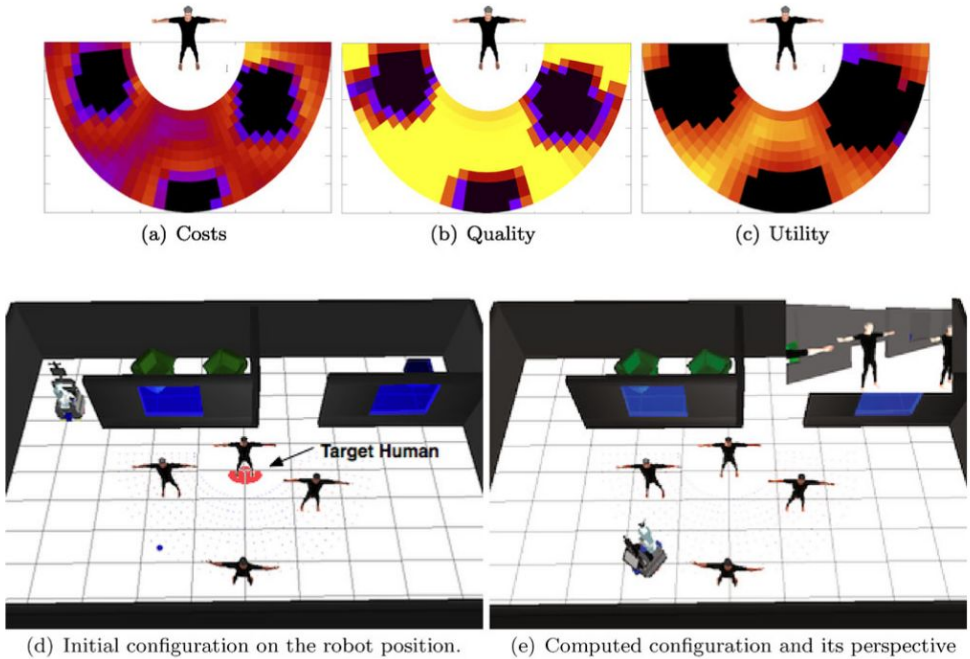 (a) Costs
(b) Quality
(c) Utility
Target Human
(d) Initial configuration on the robot position.
(e) Computed configuration and its perspective